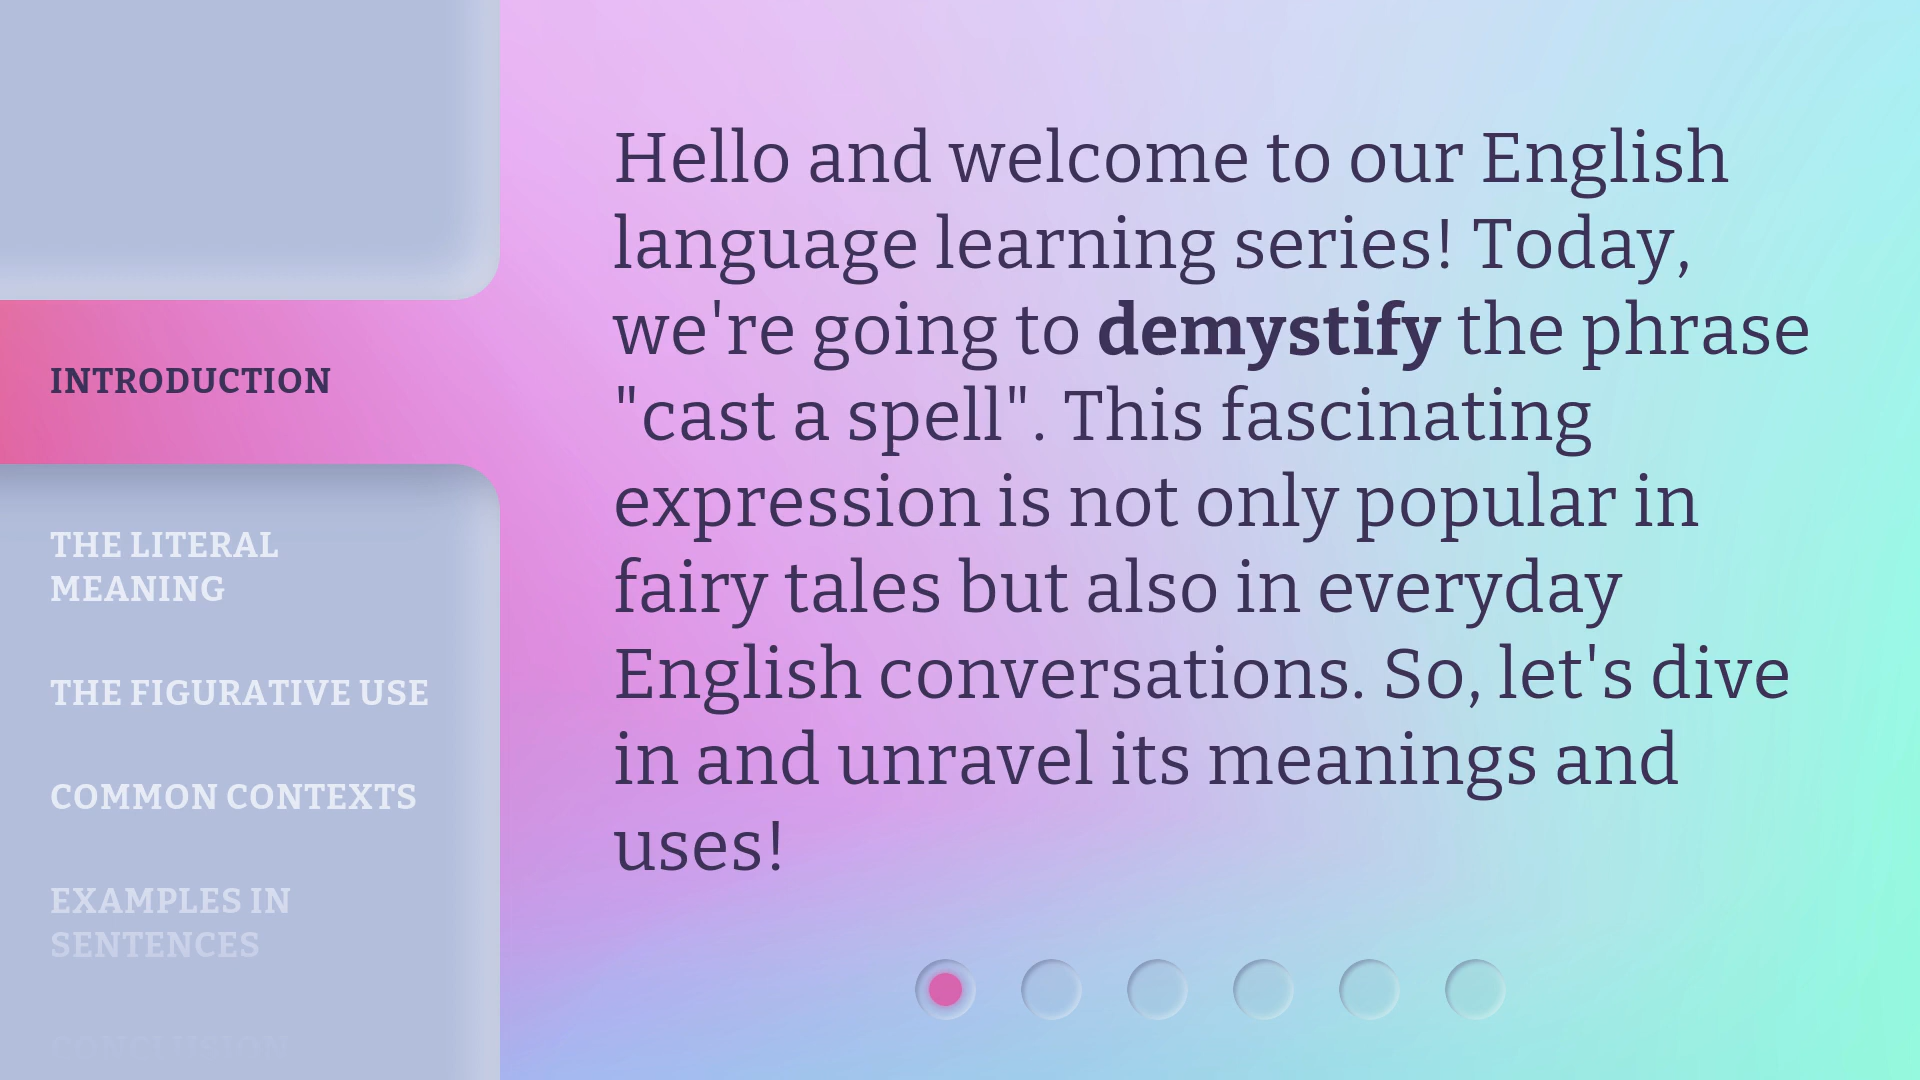 INTRODUCTION
THE LITERAL
MEANING
THE FIGURATIVE USE
COMMON CONTEXTS
EXAMPLES IN
SENTENCES
CONCLUSION
Hello and welcome to our English
language learning series! Today,
we're going to demystify the phrase
"cast a spell". This fascinating
expression is not only popular in
fairy tales but also in everyday
English conversations. So, let's dive
in and unravel its meanings and
uses!